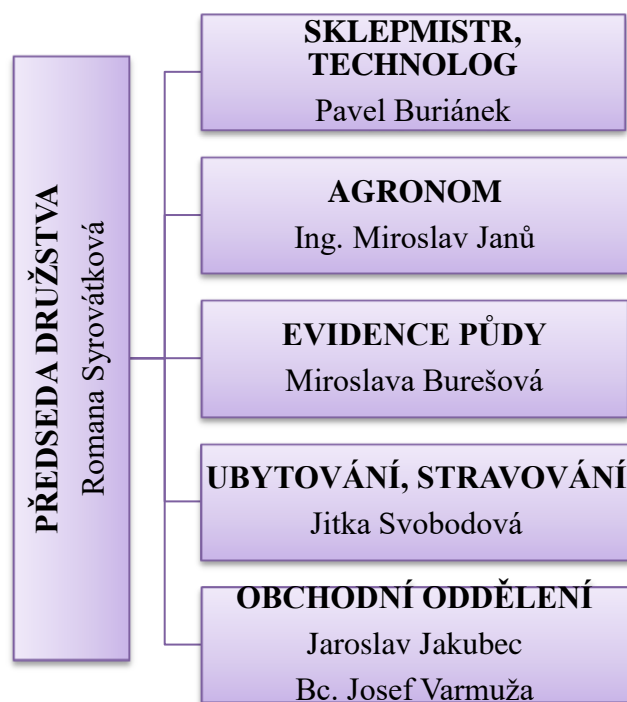 PŘEDSEDA DRUŽSTVA
Romana Syrovátková
SKLEPMISTR,
TECHNOLOG
Pavel Buriánek
AGRONOM
Ing. Miroslav Janů
EVIDENCE PŮDY
Miroslava Burešová
UBYTOVÁNÍ, STRAVOVÁNÍ
Jitka Svobodová
OBCHODNÍ ODDĚLENÍ
Jaroslav Jakubec
Bc. Josef Varmuža